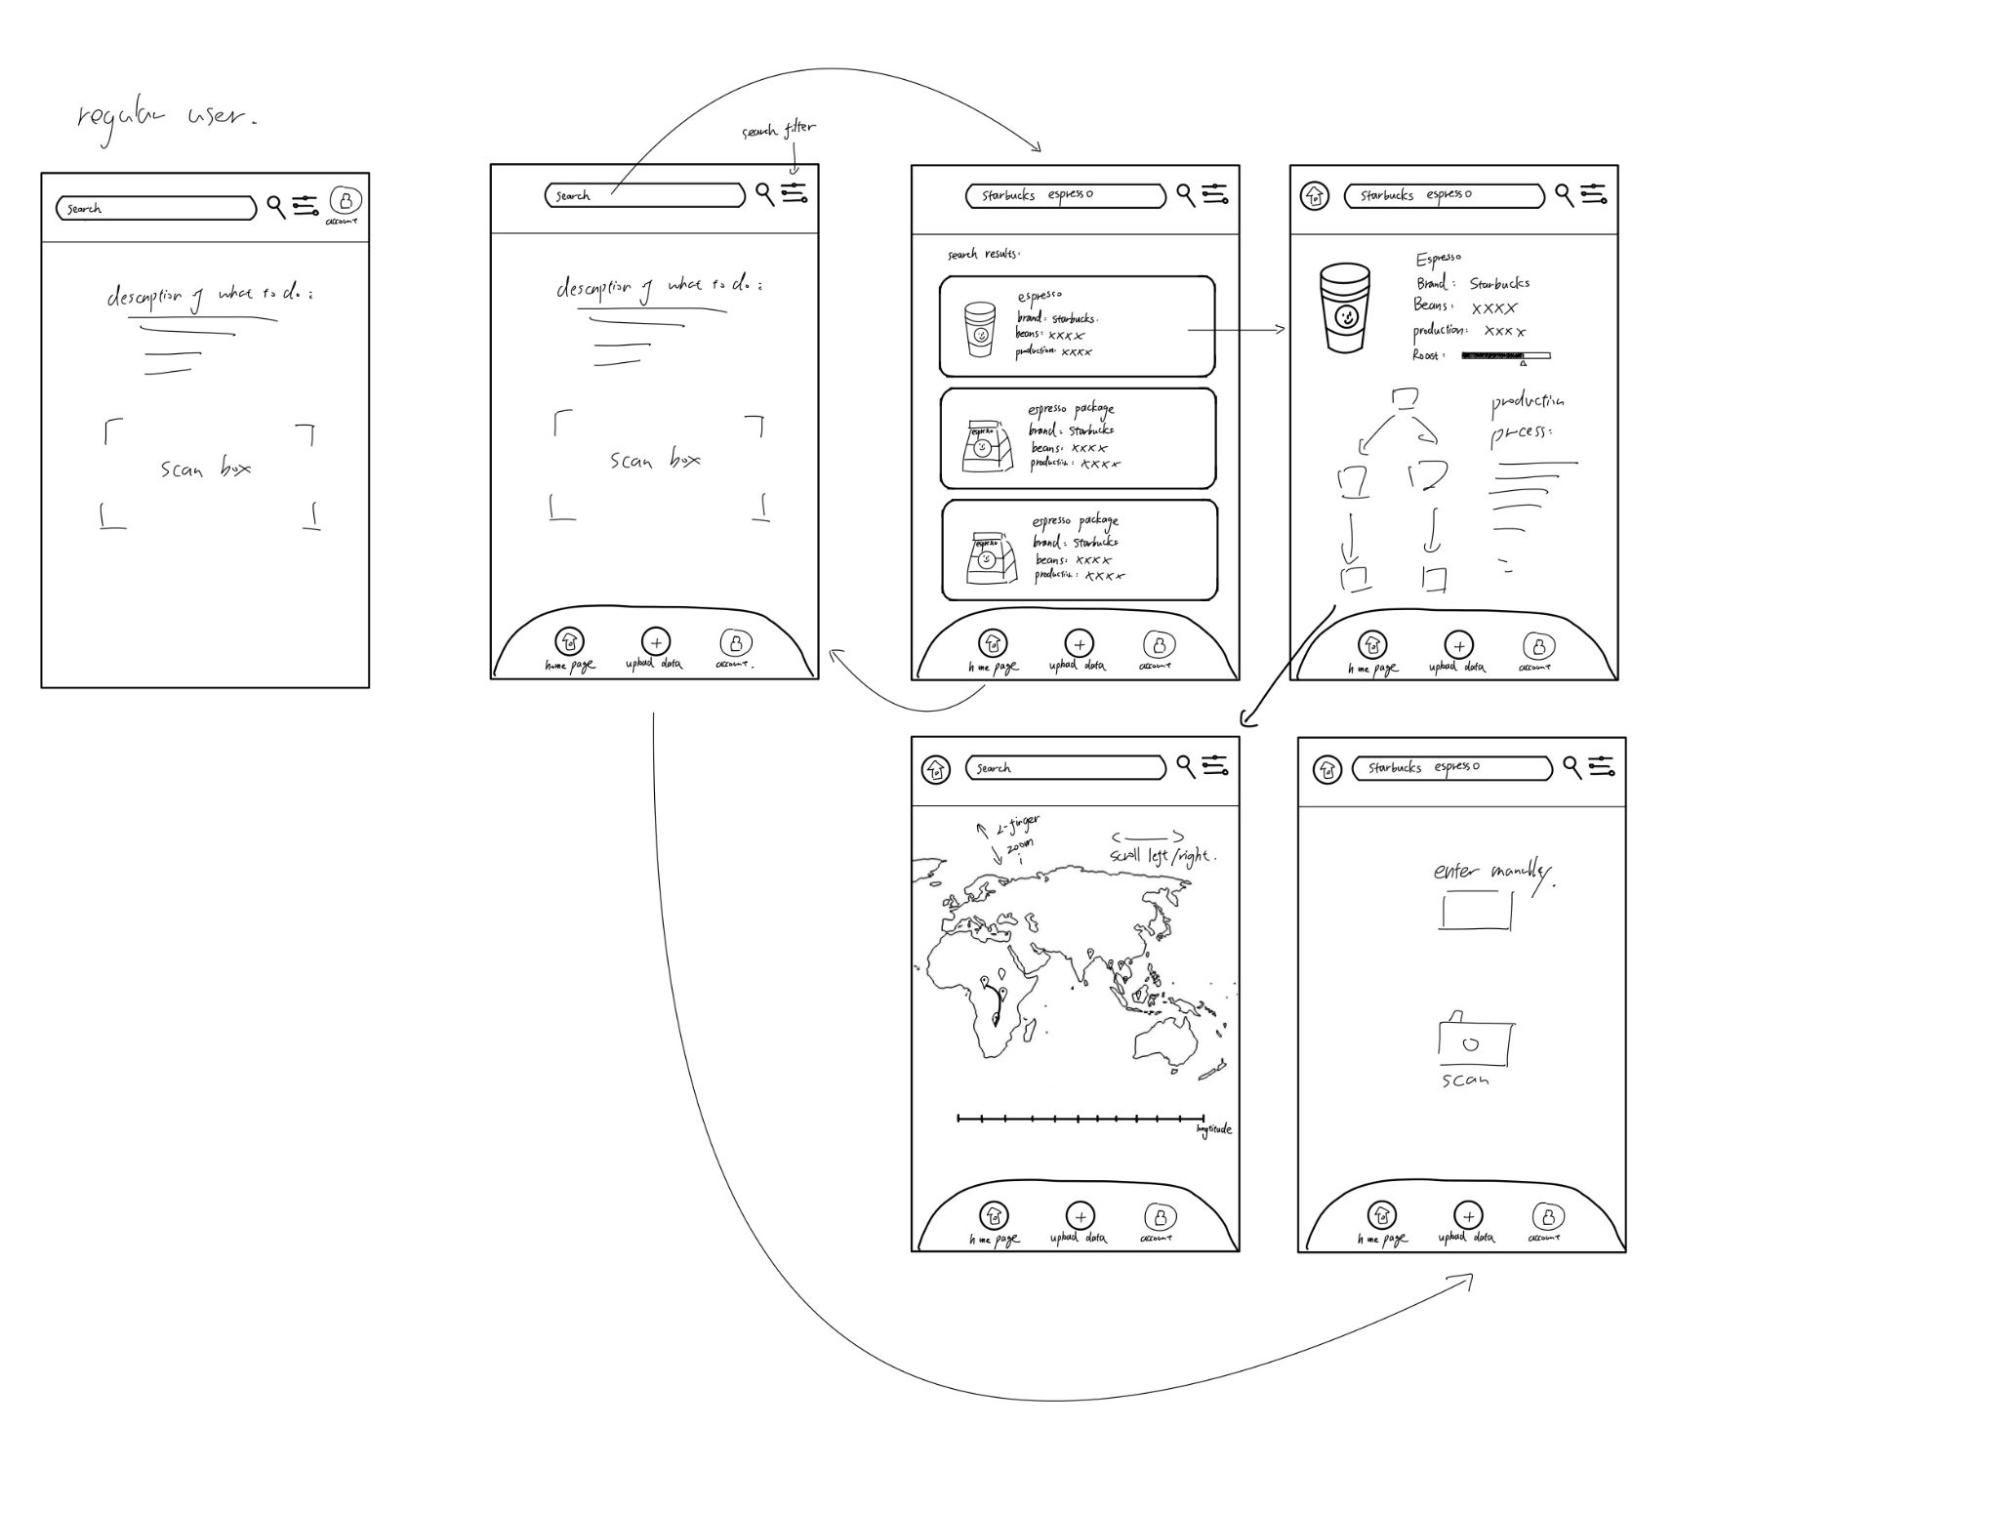 regular user.
search
account
description of what to do :
scan box
search filter
search
description of what to do :
scan box
home page
upload data
account.
Starbucks espresso
search results:
espresso
brand: Starbucks.
beans: xxxx
production: xxxx
espresso
espresso package
brand: Starbucks
beans: xxxx
production: xxxx
espresso
espresso package
brand: Starbucks
beans: xxxx
production: xxxx
home page
upload data
account
Starbucks espresso
Espresso
Brand: Starbucks
Beans: xxxx
production: xxxx
Roast:
production
process:
home page
upload data
account
search
2-finger
zoom
scroll left/right.
home page
upload data
account
Starbucks espresso
enter
scan
home page
upload data
account